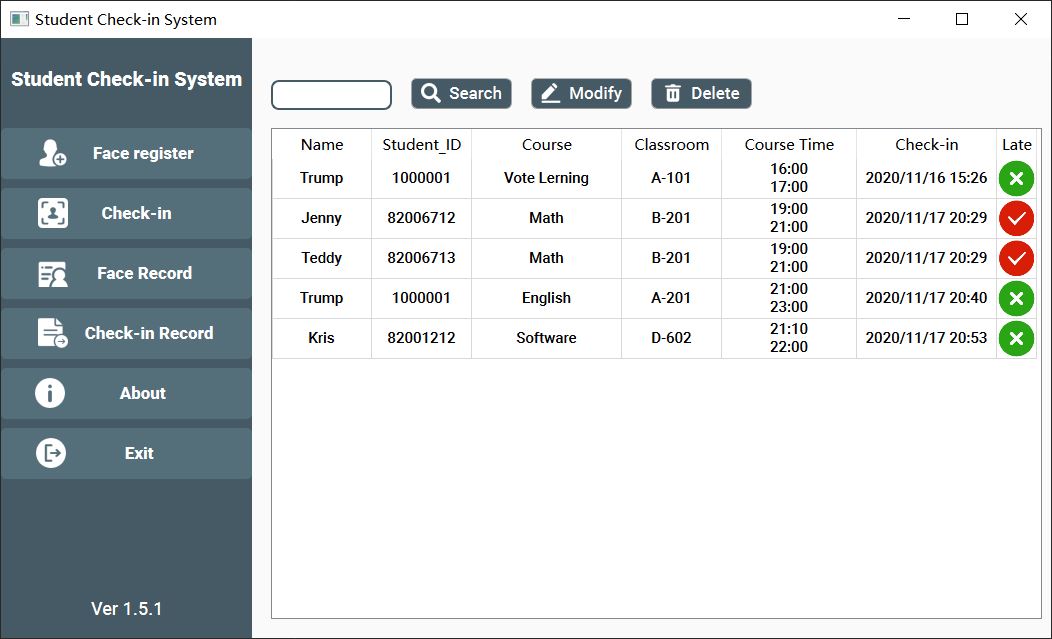 Student Check-in System
Student Check-in System
Face register
Check-in
Face Record
Check-in Record
About
Exit
Ver 1.5.1
Search Modify Delete
Name Student_ID Course Classroom Course Time Check-in Late
Trump 1000001 Vote Lerning A-101 16:00 17:00 2020/11/16 15:26
Jenny 82006712 Math B-201 19:00 21:00 2020/11/17 20:29
Teddy 82006713 Math B-201 19:00 21:00 2020/11/17 20:29
Trump 1000001 English A-201 21:00 23:00 2020/11/17 20:40
Kris 82001212 Software D-602 21:10 22:00 2020/11/17 20:53